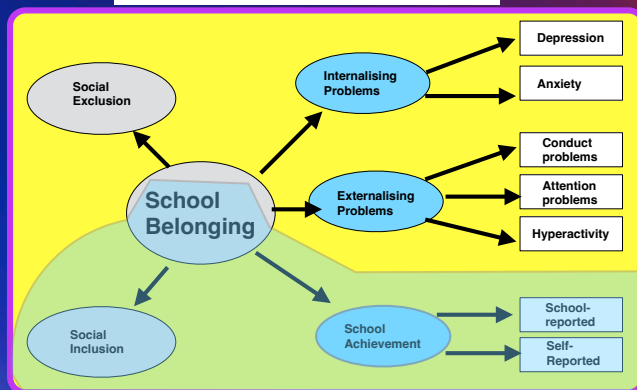 Depression
Internalising
Problems
Social
Exclusion
Anxiety
Conduct
problems
School
Belonging
Externalising
Problems
Attention
problems
Hyperactivity
Social
Inclusion
School
Achievement
School-
reported
Self-
Reported